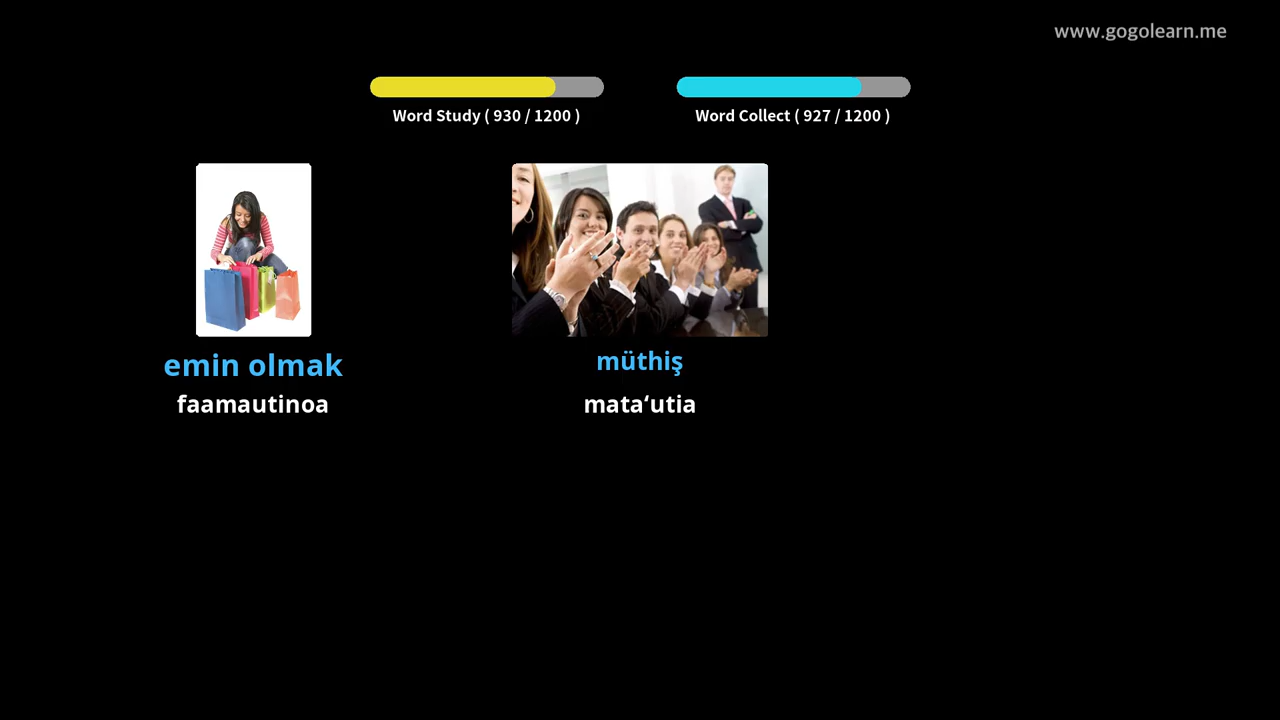 www.gogolearn.me
Word Study ( 930 / 1200 )
Word Collect ( 927 / 1200 )
emin olmak
faamautinoa
müthiş
mata‘utia